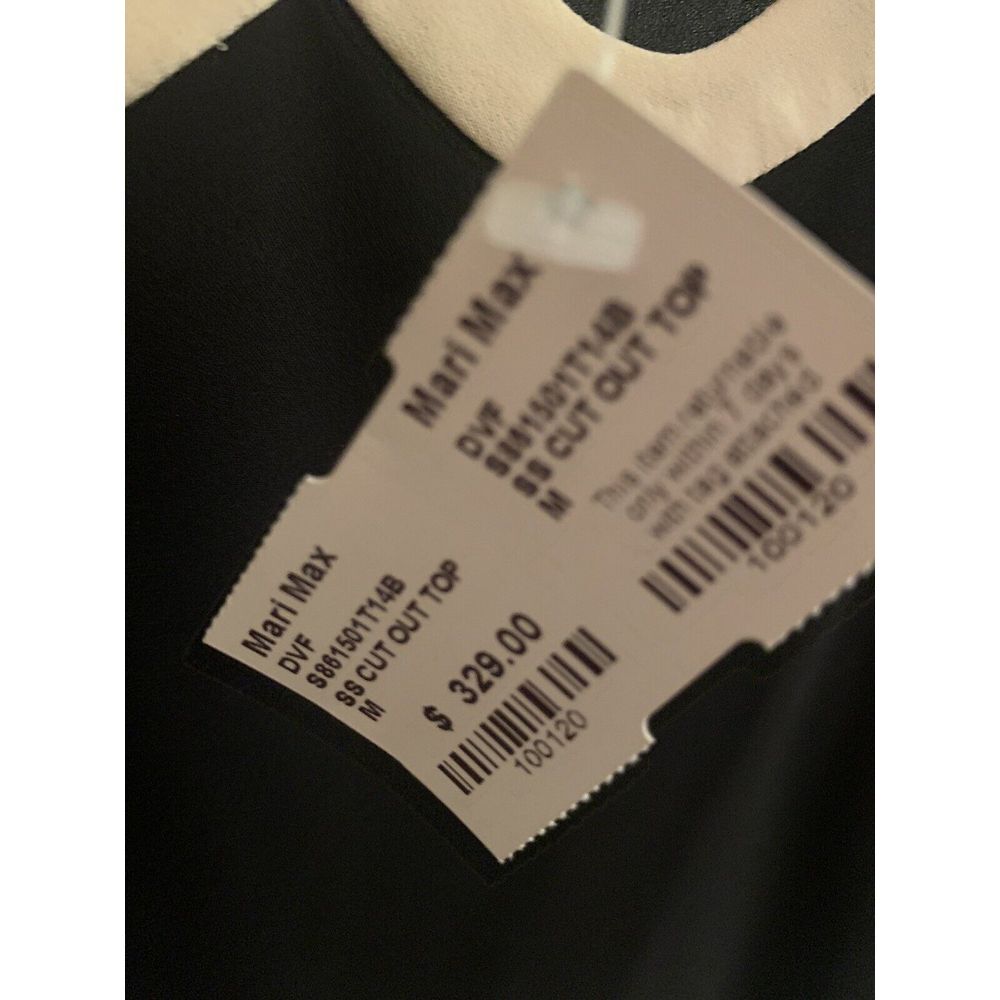 Mari Max
DVF
S861501T14B
SS CUT OUT TOP
M
This item returnable
only within 7 days
with tag attached
100120
Mari Max
DVF
S861501T14B
SS CUT OUT TOP
M
$ 329.00
100120